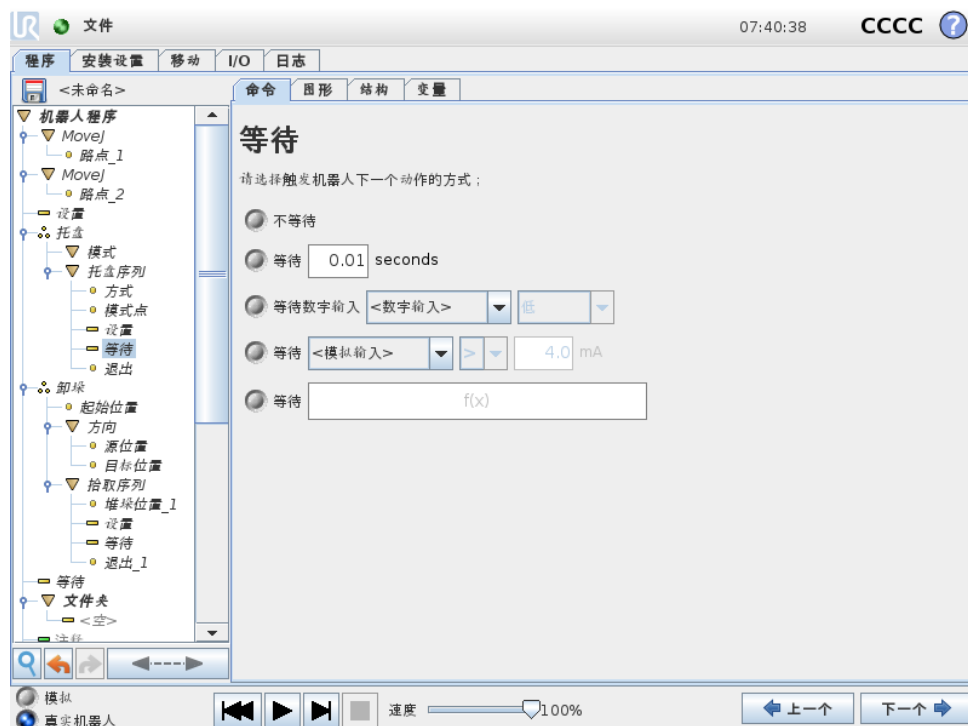 UR 文件 07:40:38 CCCC ?
程序 安装设置 移动 I/O 日志
<未命名> 命令 图形 结构 变量
机器人程序
MoveJ
路点_1
MoveJ
路点_2
设置
托盘
模式
托盘序列
方式
模式点
设置
等待
退出
卸垛
起始位置
方向
源位置
目标位置
拾取序列
堆垛位置_1
设置
等待
退出_1
等待
文件夹
<空>
注释
等待
请选择触发机器人下一个动作的方式；
不等待
等待 0.01 seconds
等待数字输入 <数字输入> 低
等待 <模拟输入> > 4.0 mA
等待 f(x)
模拟
真实机器人
速度 100%
上一个 下一个